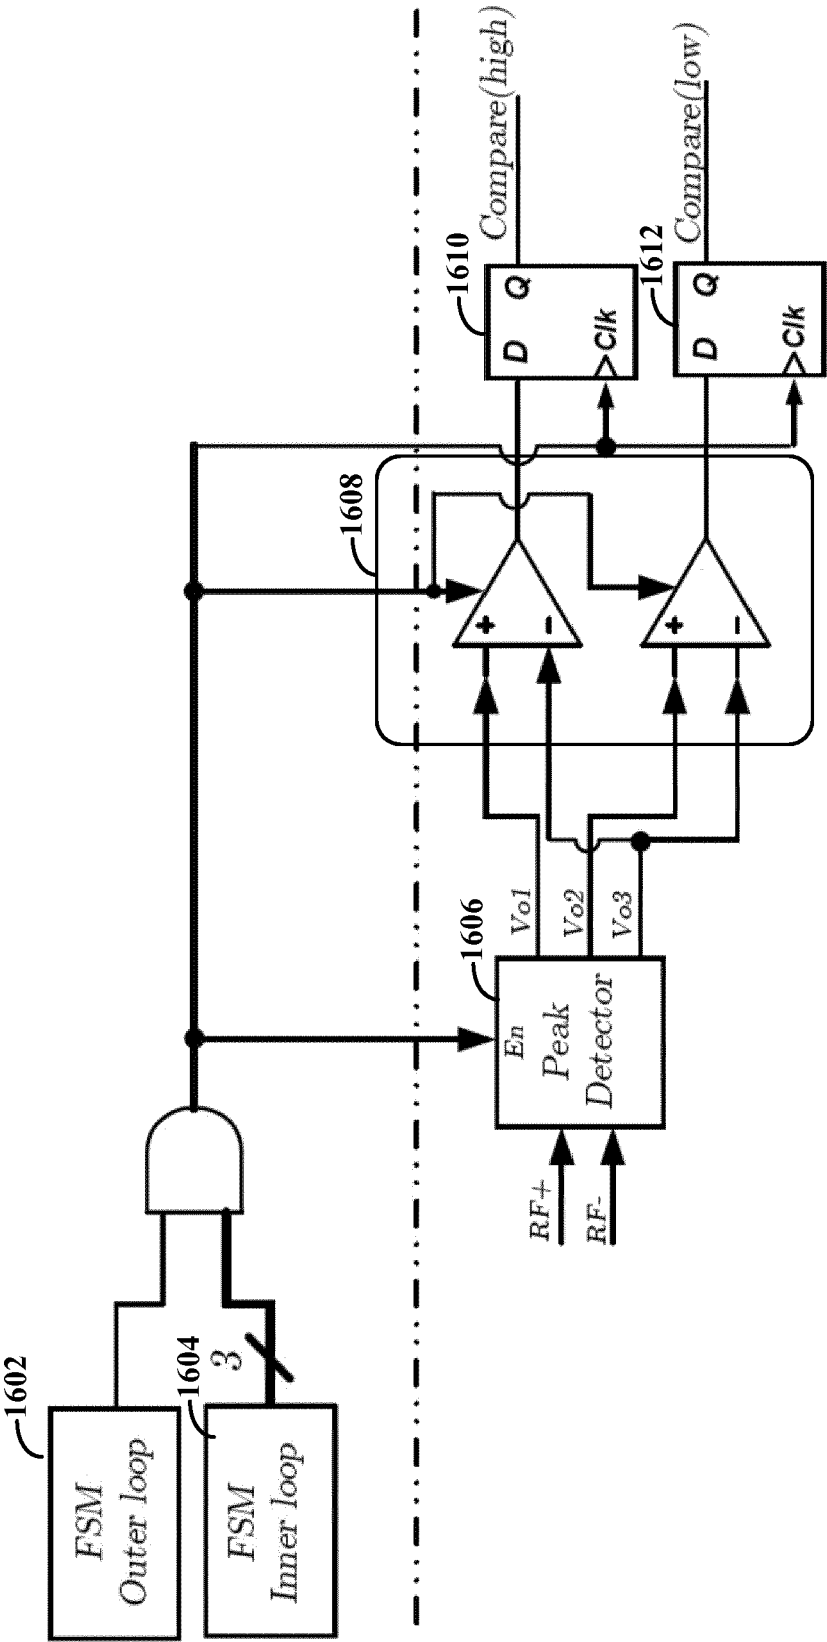 1602
FSM
Outer loop
1604
FSM
Inner loop
3
RF+
RF-
1606
En
Peak
Detector
Vo1
Vo2
Vo3
1608
+
-
+
-
1610
D Q
>Clk
Compare(high)
1612
D Q
>Clk
Compare(low)